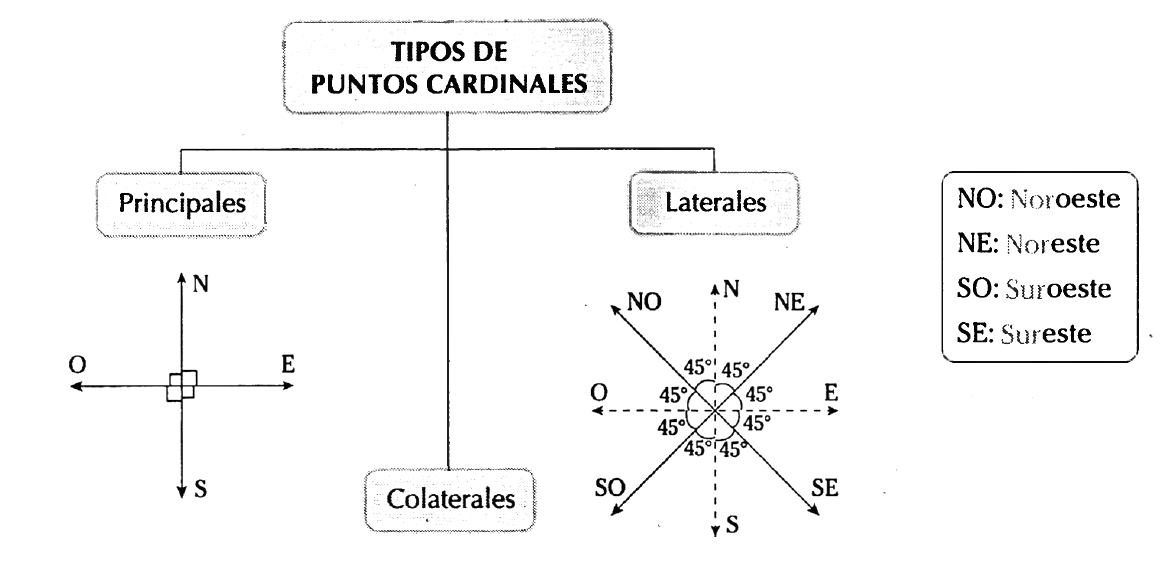 TIPOS DE
PUNTOS CARDINALES
Principales
Laterales
Colaterales
N
O
E
S
NO
N
NE
45°
45°
O
45°
45°
E
45°
45°
45°
45°
SO
SE
S
NO: Noroeste
NE: Noreste
SO: Suroeste
SE: Sureste